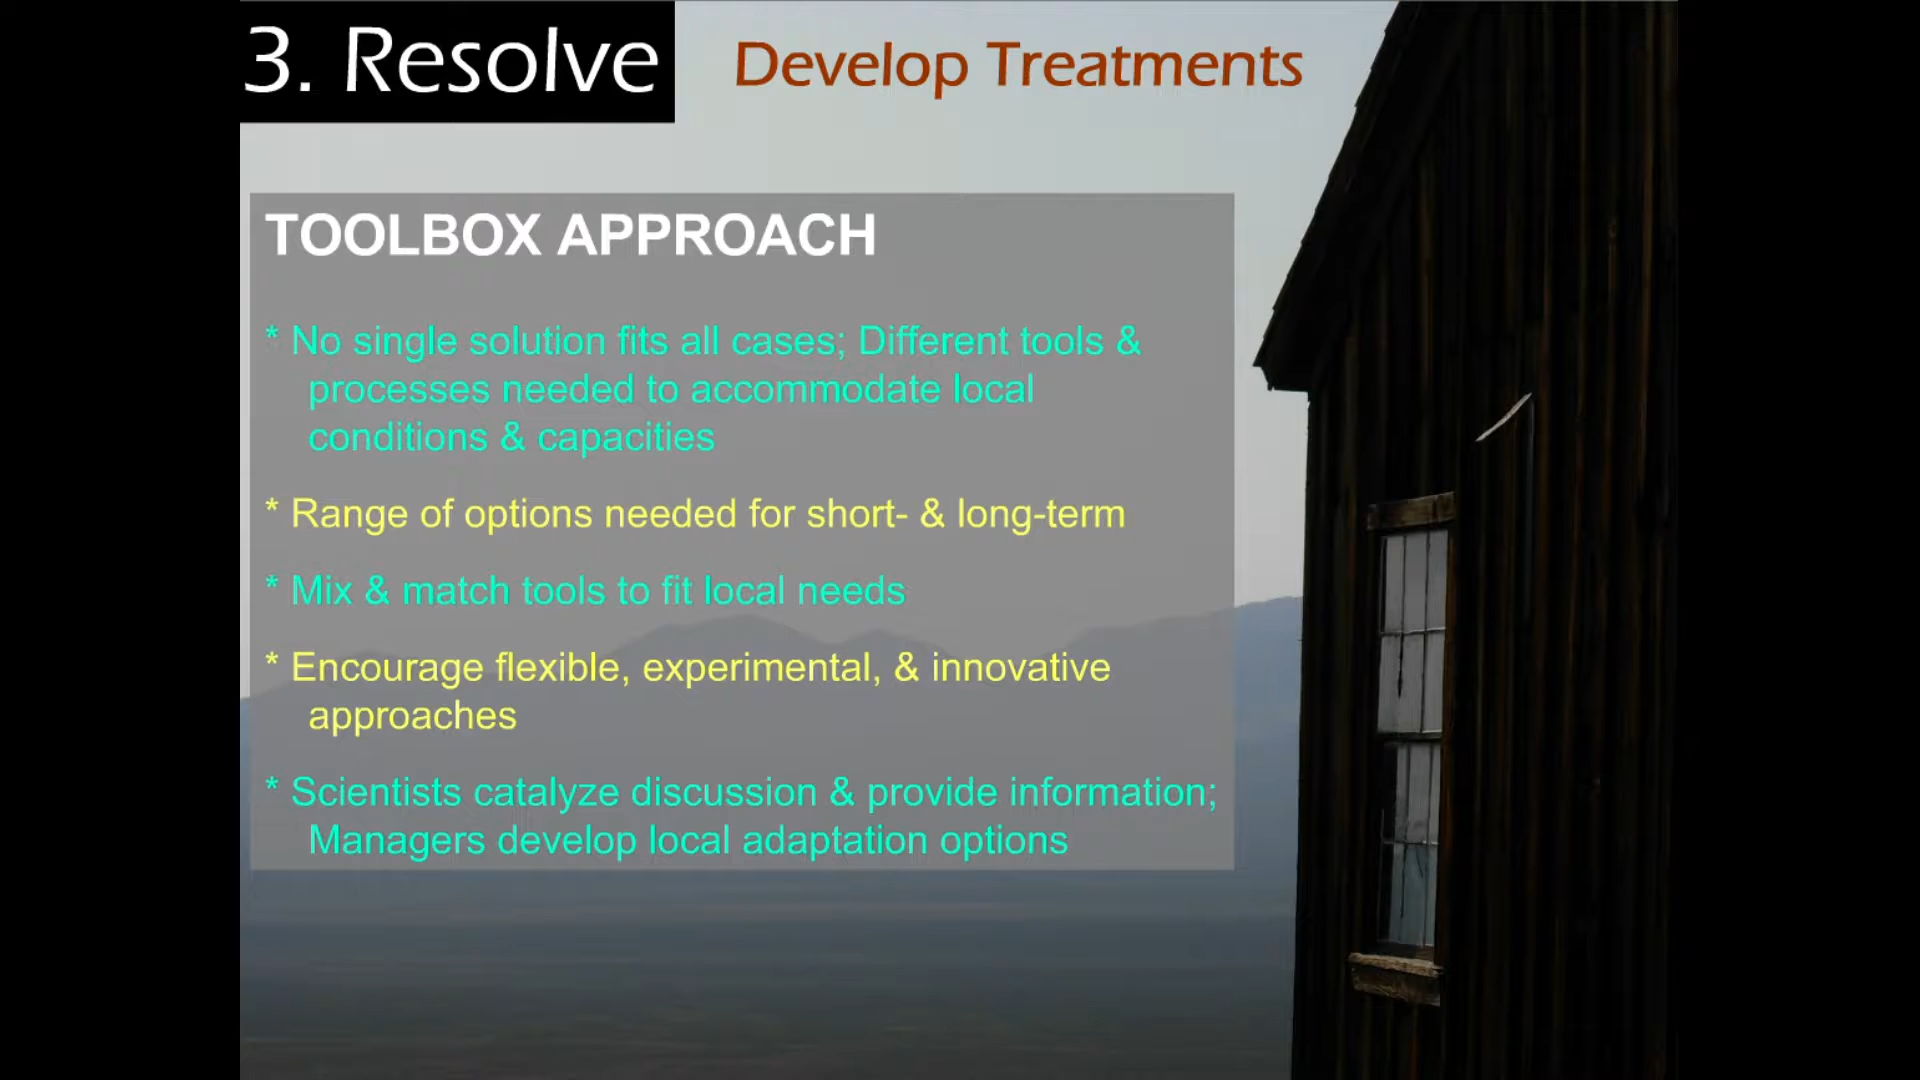 3. Resolve
Develop Treatments
TOOLBOX APPROACH
* No single solution fits all cases; Different tools &
processes needed to accommodate local
conditions & capacities
* Range of options needed for short- & long-term
* Mix & match tools to fit local needs
* Encourage flexible, experimental, & innovative
approaches
* Scientists catalyze discussion & provide information;
Managers develop local adaptation options